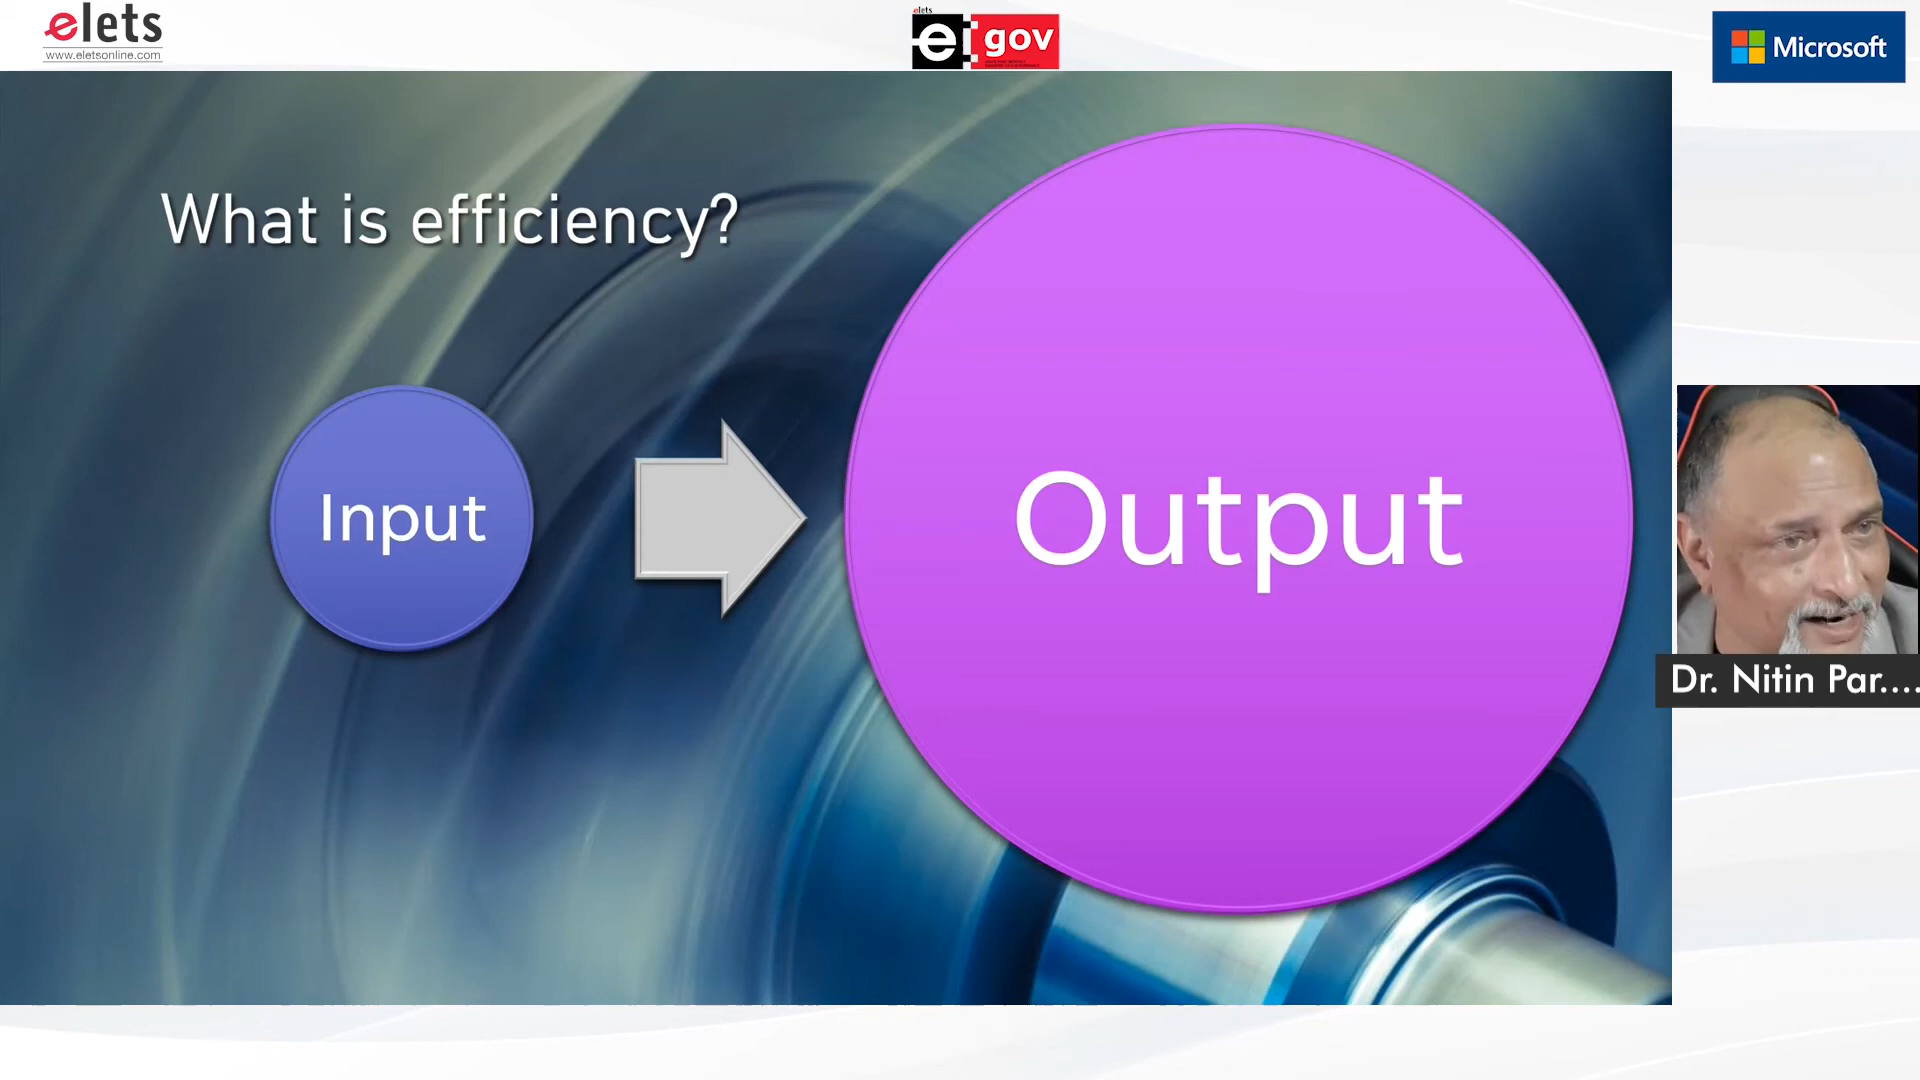 elets
www.eletsonline.com
elets
e gov
Microsoft
What is efficiency?
Input
Output
Dr. Nitin Par....